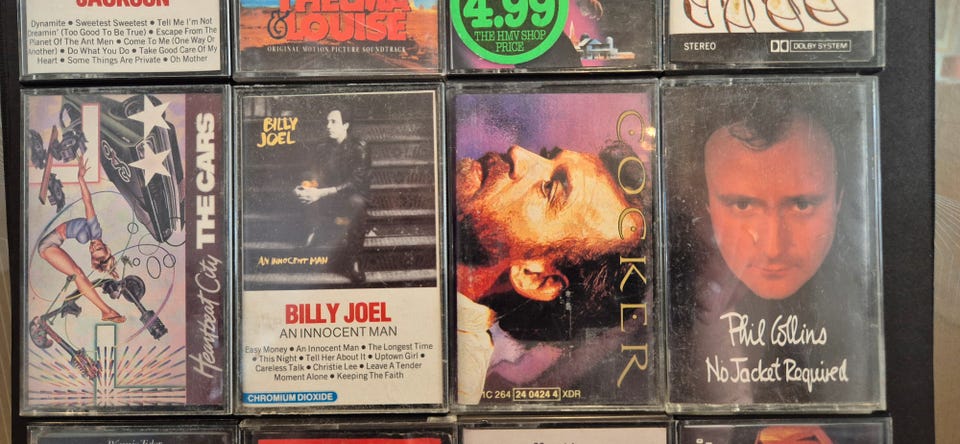 JACKSON
Dynamite • Sweetest Sweetest • Tell Me I'm Not
Dreamin' (Too Good To Be True) • Escape From The
Planet Of The Ant Men • Come To Me (One Way Or
Another) • Do What You Do • Take Good Care Of My
Heart • Some Things Are Private • Oh Mother
THELMA
& LOUISE
ORIGINAL MOTION PICTURE SOUNDTRACK
4.99
THE HMV SHOP
PRICE
STEREO
DOLBY SYSTEM
Heartbeat City THE CARS
BILLY
JOEL
AN INNOCENT MAN
BILLY JOEL
AN INNOCENT MAN
Easy Money • An Innocent Man • The Longest Time
• This Night • Tell Her About It • Uptown Girl •
Careless Talk • Christie Lee • Leave A Tender
Moment Alone • Keeping The Faith
CHROMIUM DIOXIDE
COCKER
1C 264 24 0424 4 XDR
Phil Collins
No Jacket Required